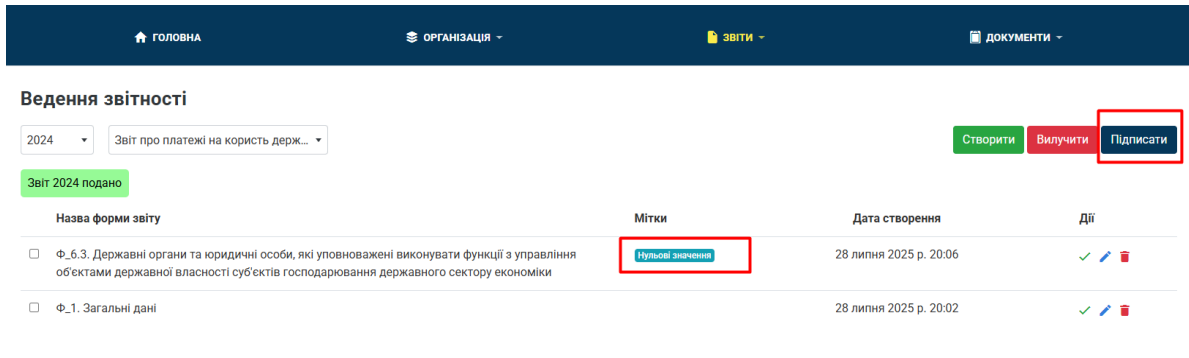 ГОЛОВНА ОРГАНІЗАЦІЯ ЗВІТИ ДОКУМЕНТИ
Ведення звітності
2024 Звіт про платежі на користь держ... Створити Вилучити Підписати
Звіт 2024 подано
Назва форми звіту Мітки Дата створення Дії
Ф_6.3. Державні органи та юридичні особи, які уповноважені виконувати функції з управління Нульові значення 28 липня 2025 р. 20:06
об'єктами державної власності суб'єктів господарювання державного сектору економіки
Ф_1. Загальні дані 28 липня 2025 р. 20:02